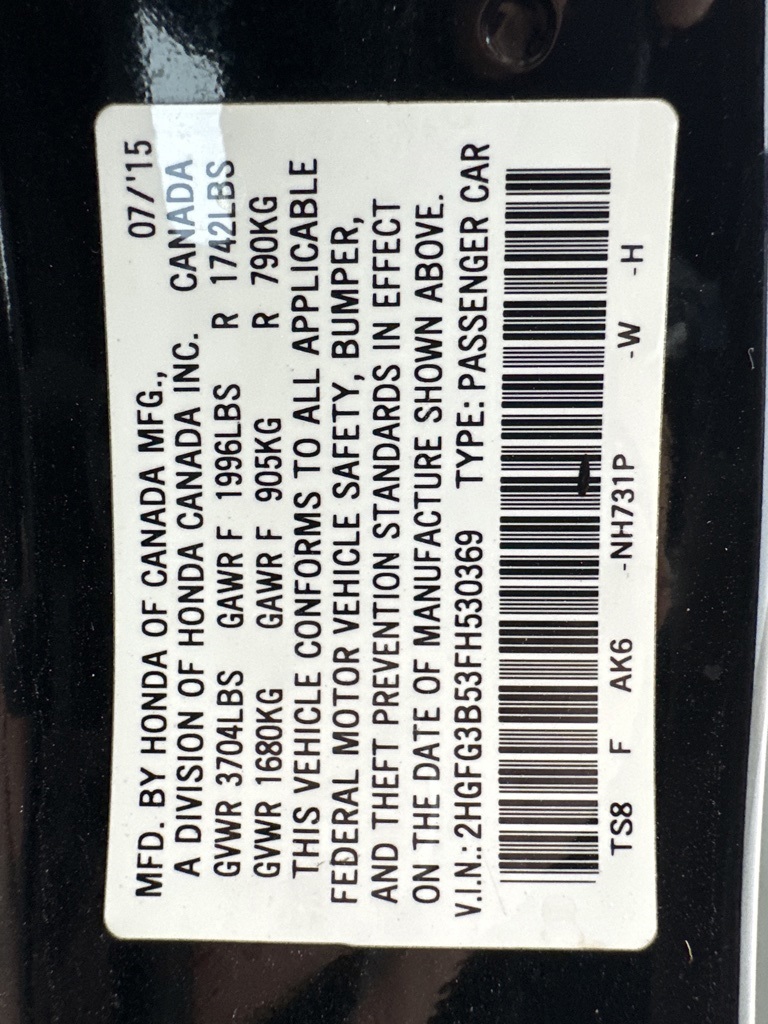 MFD. BY HONDA OF CANADA MFG., 07/'15
A DIVISION OF HONDA CANADA INC. CANADA
GVWR 3704LBS GAWR F 1996LBS R 1742LBS
GVWR 1680KG GAWR F 905KG R 790KG
THIS VEHICLE CONFORMS TO ALL APPLICABLE
FEDERAL MOTOR VEHICLE SAFETY, BUMPER,
AND THEFT PREVENTION STANDARDS IN EFFECT
ON THE DATE OF MANUFACTURE SHOWN ABOVE.
V.I.N.: 2HGFG3B53FH530369 TYPE: PASSENGER CAR
TS8 F AK6 -NH731P -W -H